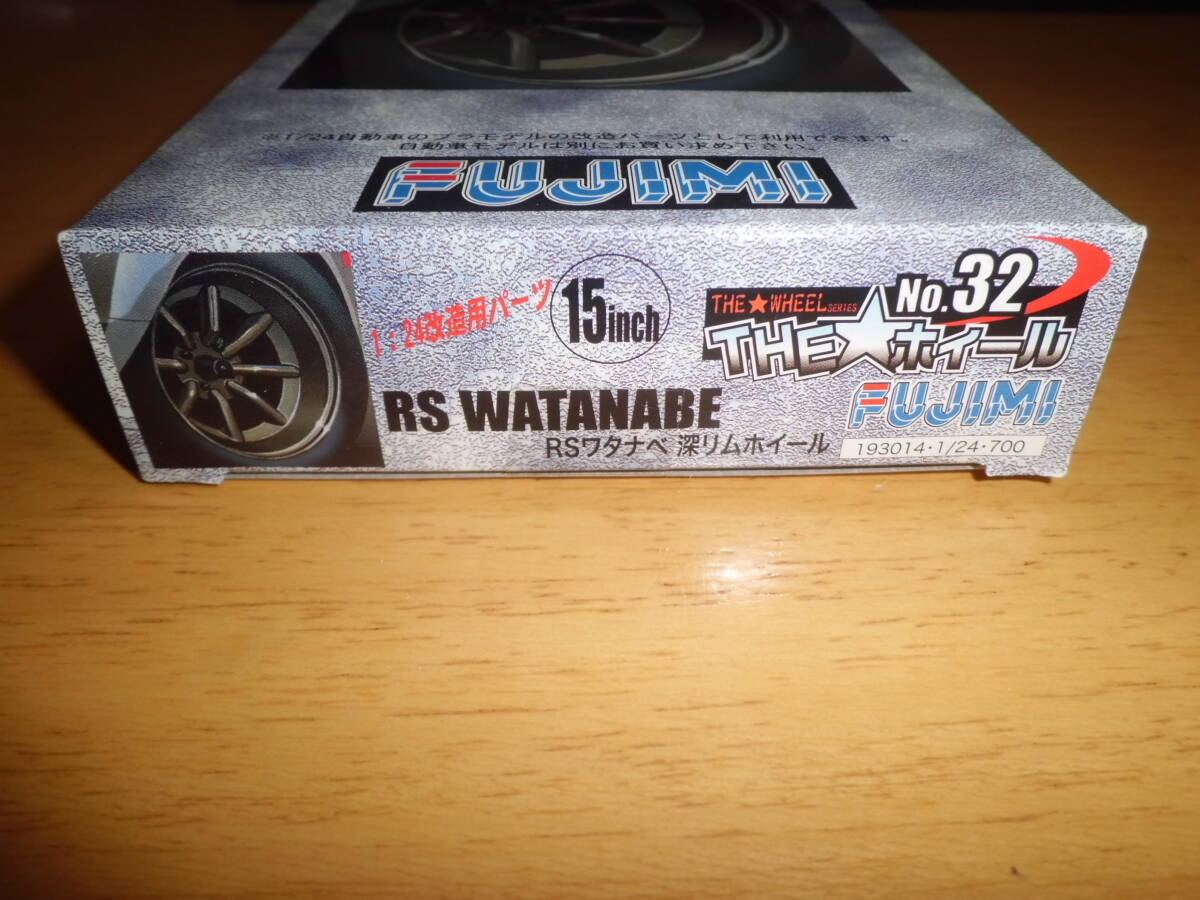 ※1/24自動車のプラモデルの改造パーツとして利用できます。
自動車モデルは別にお買い求め下さい。
FUJIMI
1:24改造用パーツ
15inch
THE★WHEEL SERIES
No.32
THE★ホイール
RS WATANABE
FUJIMI
RSワタナベ 深リムホイール
193014・1/24・700